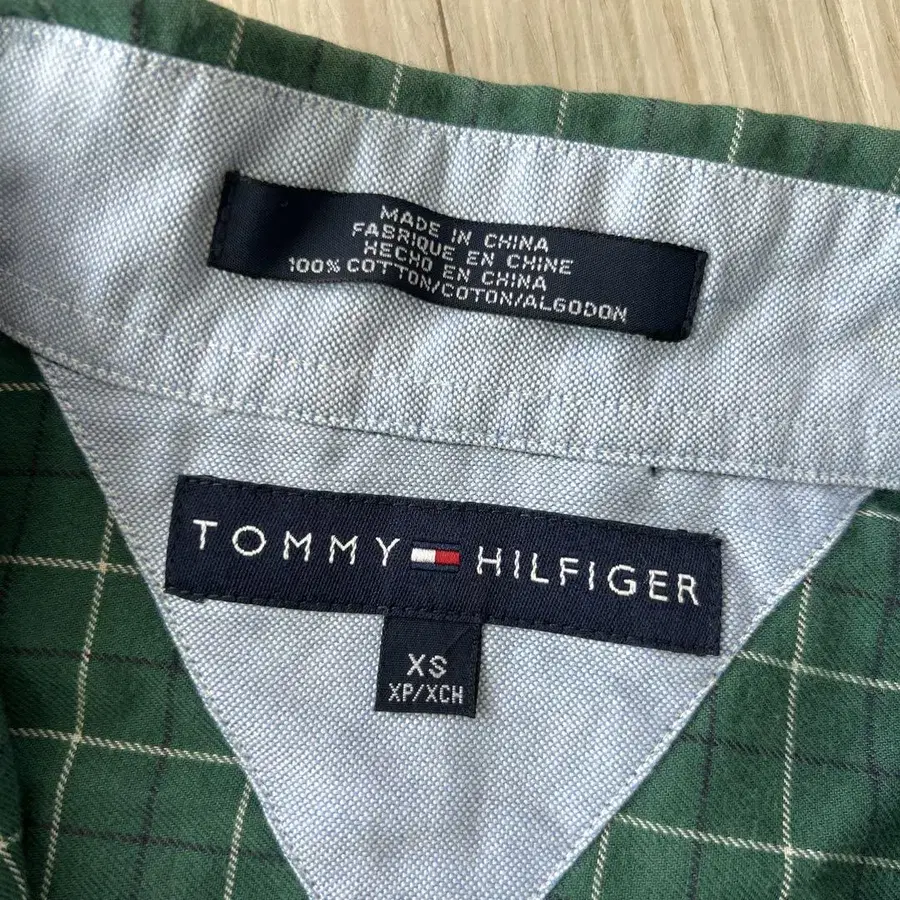 MADE IN CHINA
FABRIQUE EN CHINE
HECHO EN CHINA
100% COTTON/COTON/ALGODON
TOMMY HILFIGER
XS
XP/XCH